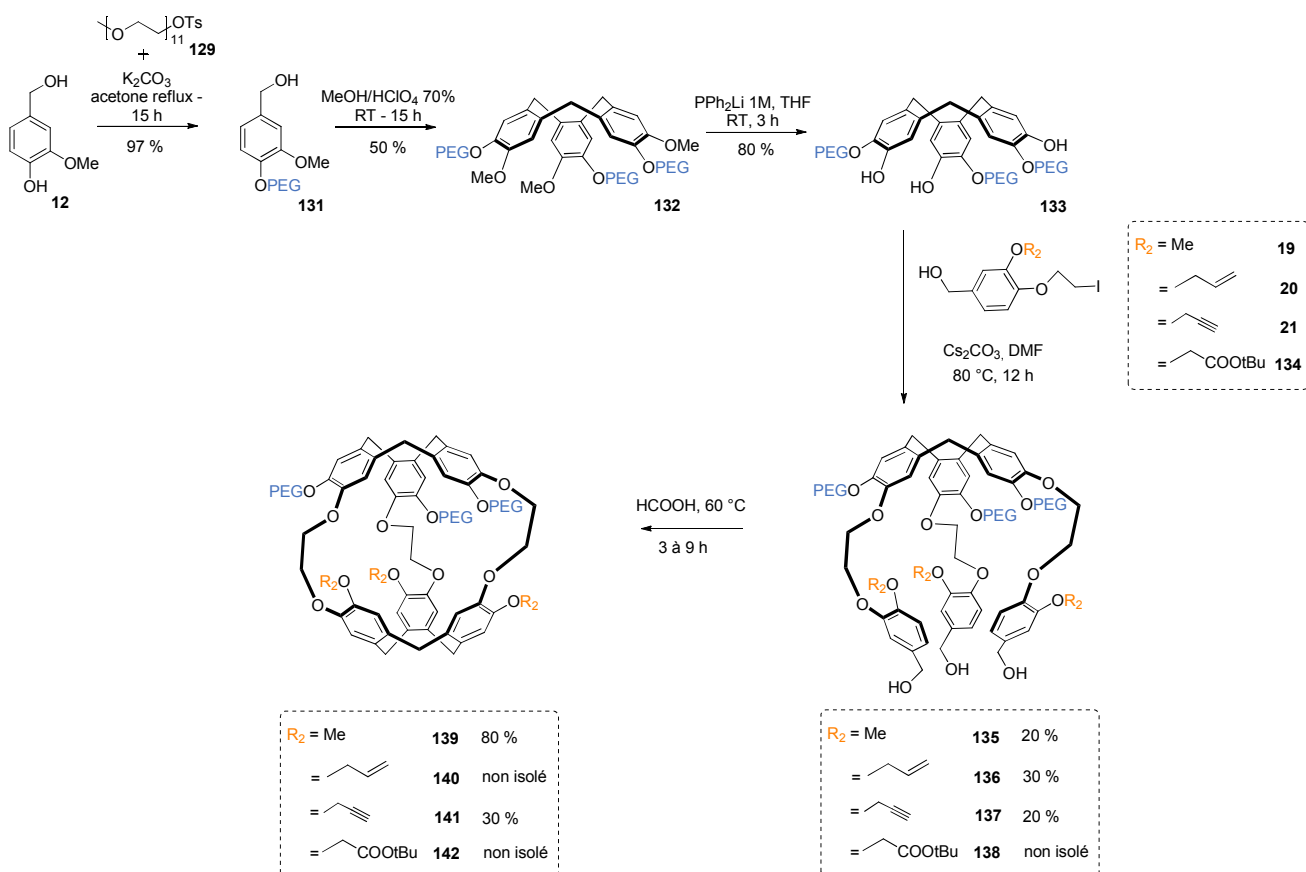 O
OTs
11
129
+
K2CO3
acetone reflux -
15 h
97 %
OH
OMe
OH
12
OH
OMe
OPEG
131
MeOH/HClO4 70%
RT - 15 h
50 %
OPEG
MeO
MeO
OPEG
OMe
OPEG
132
PPh2Li 1M, THF
RT, 3 h
80 %
OPEG
HO
HO
OPEG
OH
OPEG
133
HO
OR2
O
I
Cs2CO3, DMF
80 °C, 12 h
R2 = Me 19
= 20
= 21
= COOtBu 134
PEGO
O
O
OPEG
OPEG
O
R2O
R2O
O
O
O
OR2
HCOOH, 60 °C
3 à 9 h
PEGO
O
O
OPEG
OPEG
O
R2O
O
R2O
O
O
OR2
HO
OH
OH
R2 = Me 139 80 %
= 140 non isolé
= 141 30 %
= COOtBu 142 non isolé
R2 = Me 135 20 %
= 136 30 %
= 137 20 %
= COOtBu 138 non isolé